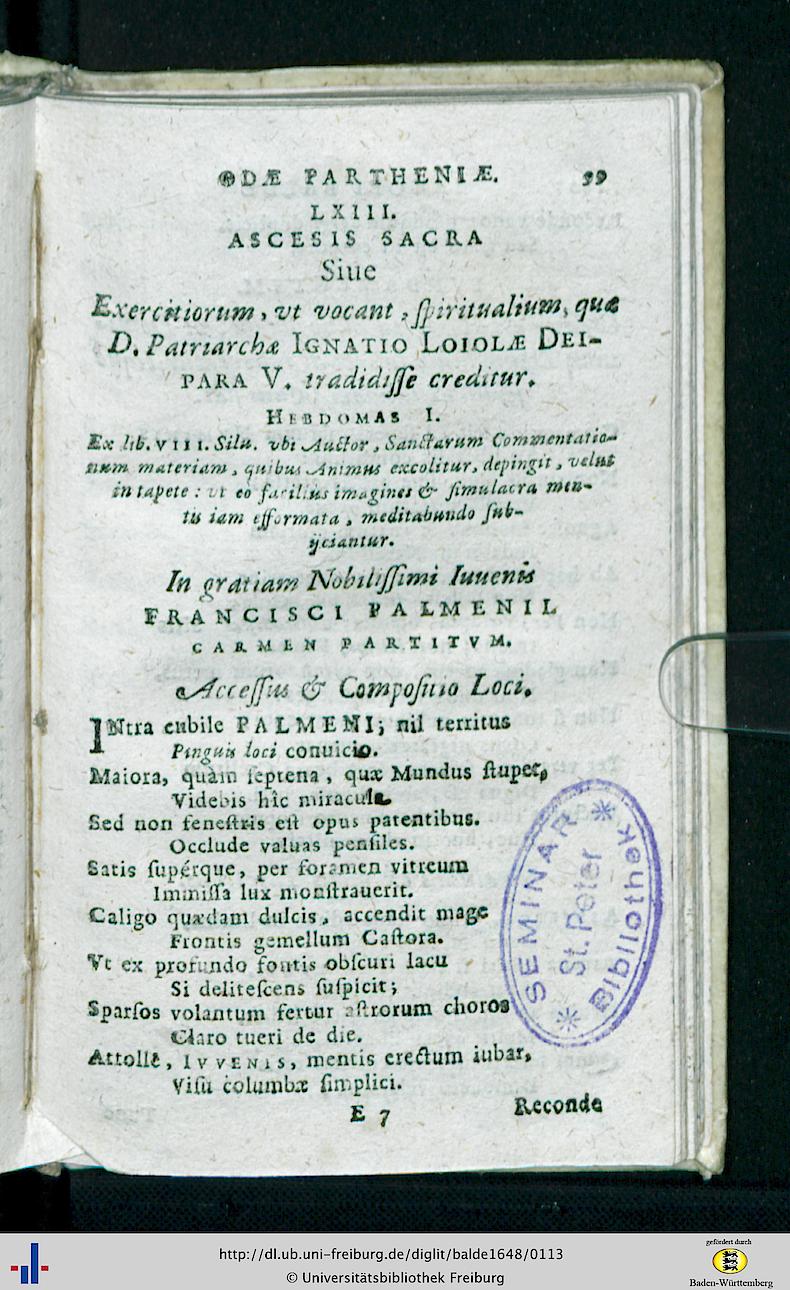 ODÆ PARTHENIÆ. 99
LXIII.
ASCESIS SACRA
Siue
Exercitiorum, vt vocant, ſpiritualium, quæ
D. Patriarchæ IGNATIO LOIOLÆ DEI-
PARA V. tradidiſſe creditur.
HEBDOMAS I.
Ex lib. VIII. Silu. vbi Auctor, Sanctarum Commentatio-
num materiam, quibus Animus excolitur, depingit, velut
in tapete: vt eo facilius imagines & ſimulacra men-
tis iam efformata, meditabundo ſub-
ijciantur.
In gratiam Nobiliſſimi Iuuenis
FRANCISCI PALMENII,
CARMEN PARTITVM.
Acceſſus & Compoſitio Loci.
INtra cubile PALMENI; nil territus
Pinguis loci conuicio.
Maiora, quàm ſeptena, quæ Mundus ſtupet,
Videbis hîc miracula
Sed non feneſtris eſt opus patentibus.
Occlude valuas penſiles.
Satis ſupérque, per foramen vitreum
Immiſſa lux monſtrauerit.
Caligo quædam dulcis, accendit mage
Frontis gemellum Caſtora.
Vt ex profundo fontis obſcuri lacu
Si deliteſcens ſuſpicit;
Sparſos volantum fertur aſtrorum choros
Claro tueri de die.
Attolle, IVVENIS, mentis erectum iubar,
Viſu columbæ ſimplici.
E 7 Reconde
SEMINAR
St. Peter
Bibliothek
http://dl.ub.uni-freiburg.de/diglit/balde1648/0113
© Universitätsbibliothek Freiburg
gefördert durch
Baden-Württemberg